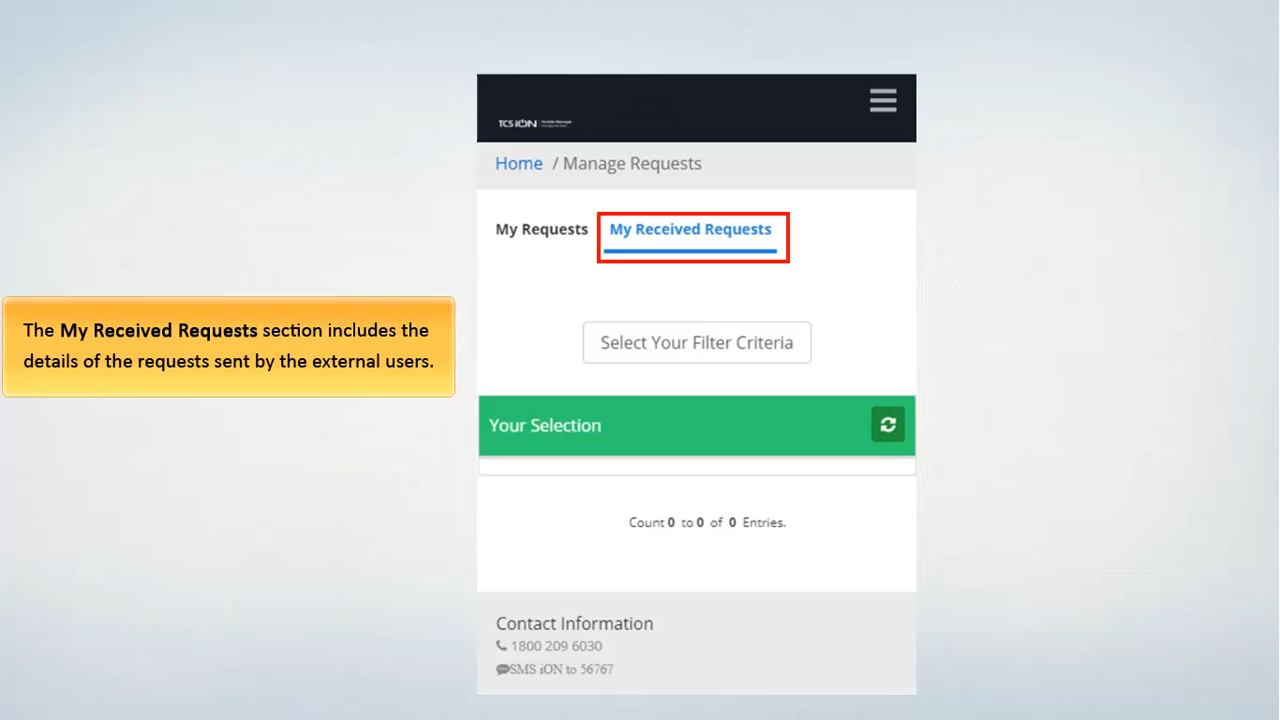 TCS iON
Home / Manage Requests
My Requests My Received Requests
The My Received Requests section includes the
details of the requests sent by the external users.
Select Your Filter Criteria
Your Selection
Count 0 to 0 of 0 Entries.
Contact Information
1800 209 6030
SMS iON to 56767